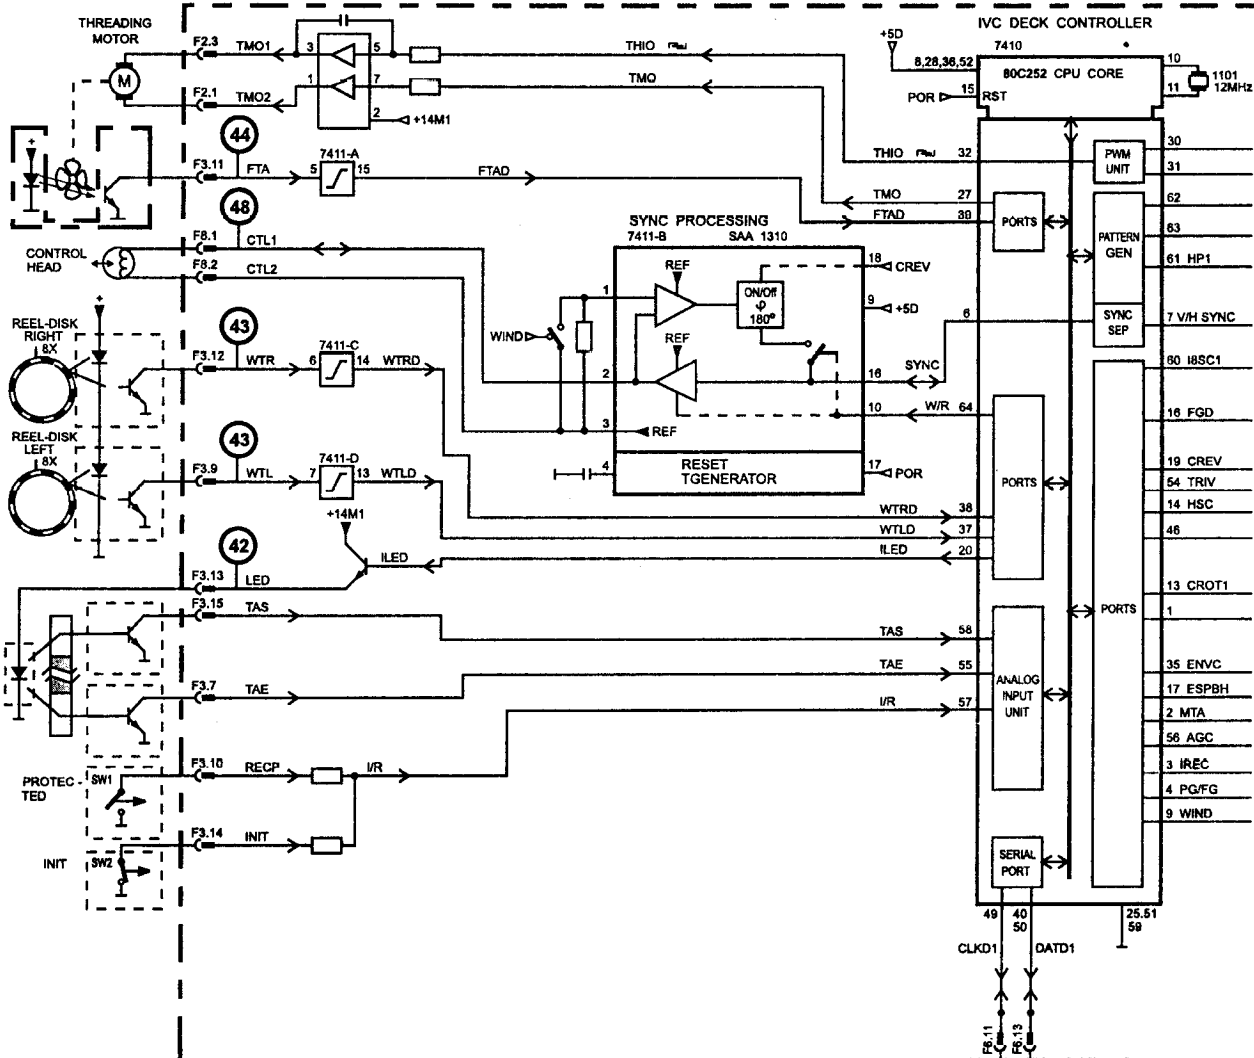 IVC DECK CONTROLLER
THREADING
MOTOR
M
F2.3
TMO1
3
5
THIO
+5D
7410
8,28,36,52
80C252 CPU CORE
10
1101
12MHz
11
F2.1
TMO2
1
7
TMO
POR
15
RST
2
+14M1
+
44
F3.11
FTA
7411-A
5
15
FTAD
THIO
32
PWM
UNIT
30
31
48
TMO
27
FTAD
39
PORTS
62
63
PATTERN
GEN
61 HP1
CONTROL
HEAD
F8.1
CTL1
F8.2
CTL2
SYNC PROCESSING
7411-B
SAA 1310
REF
18
CREV
ON/Off
φ
180°
9
+5D
1
WIND
REF
6
SYNC
SEP
7 V/H SYNC
2
16
SYNC
60 I8SC1
10
W/R
64
3
REF
16 FGD
+
REEL-DISK
RIGHT
8X
43
F3.12
WTR
7411-C
6
14
WTRD
REEL-DISK
LEFT
8X
43
F3.9
WTL
7411-D
7
13
WTLD
4
RESET
TGENERATOR
17
POR
PORTS
19 CREV
54 TRIV
14 HSC
46
WTRD
38
WTLD
37
ILED
20
+14M1
42
ILED
F3.13
LED
F3.15
TAS
TAS
58
PORTS
13 CROT1
1
F3.7
TAE
TAE
55
I/R
57
ANALOG
INPUT
UNIT
35 ENVC
17 ESPBH
2 MTA
56 AGC
3 IREC
4 PG/FG
9 WIND
PROTEC -
TED
SW1
F3.10
RECP
I/R
INIT
SW2
F3.14
INIT
SERIAL
PORT
49
40
50
25.51
59
CLKD1
DATD1
F6.11
F6.13